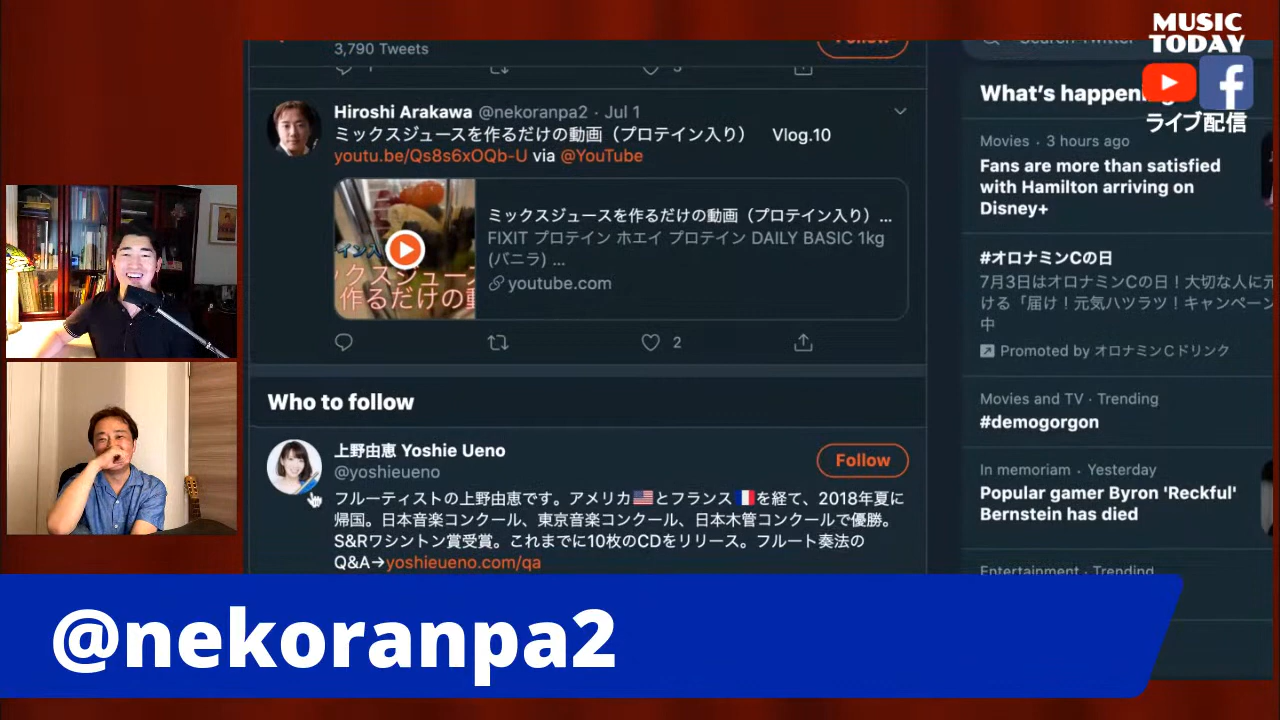 3,790 Tweets
Hiroshi Arakawa @nekoranpa2 · Jul 1
ミックスジュースを作るだけの動画（プロテイン入り） Vlog.10
youtu.be/Qs8s6xOQb-U via @YouTube
ミックスジュースを作るだけの動画（プロテイン入り）...
FIXIT プロテイン ホエイ プロテイン DAILY BASIC 1kg
(バニラ) ...
youtube.com
2
Who to follow
上野由恵 Yoshie Ueno
@yoshieueno
Follow
フルーティストの上野由恵です。アメリカ🇺🇸とフランス🇫🇷を経て、2018年夏に
帰国。日本音楽コンクール、東京音楽コンクール、日本木管コンクールで優勝。
S&Rワシントン賞受賞。これまでに10枚のCDをリリース。フルート奏法の
Q&A→yoshieueno.com/qa
MUSIC
TODAY
ライブ配信
What's happening
Movies · 3 hours ago
Fans are more than satisfied
with Hamilton arriving on
Disney+
#オロナミンCの日
7月3日はオロナミンCの日！大切な人に元
ける「届け！元気ハツラツ！キャンペーン
中
Promoted by オロナミンCドリンク
Movies and TV · Trending
#demogorgon
In memoriam · Yesterday
Popular gamer Byron 'Reckful'
Bernstein has died
Entertainment · Trending
@nekoranpa2